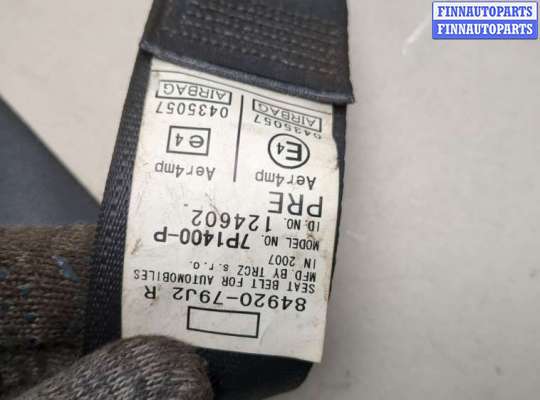 FINNAUTOPARTS
FINNAUTOPARTS
84920-79J2 R
SEAT BELT FOR AUTOMOBILES
MFD. BY TRCZ s.r.o.
IN 2007
MODEL NO. 7P1400-P
ID.NO. 124602
PRE
Aer4mp
Aer4mp
E4
e4
0435057
0435057
AIRBAG
AIRBAG